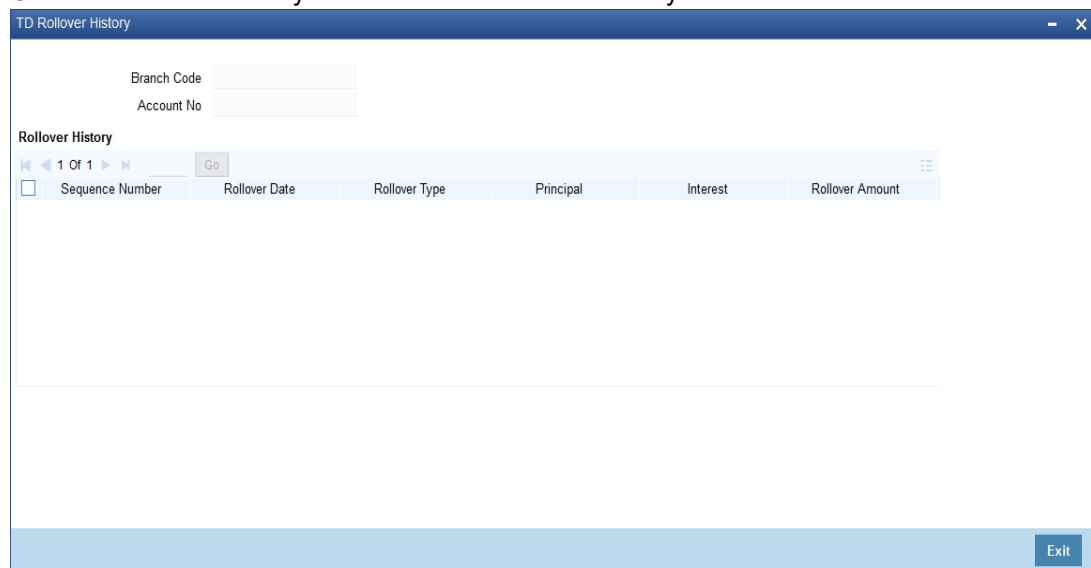 TD Rollover History
Branch Code
Account No
Rollover History
1 Of 1 Go
Sequence Number Rollover Date Rollover Type Principal Interest Rollover Amount
Exit